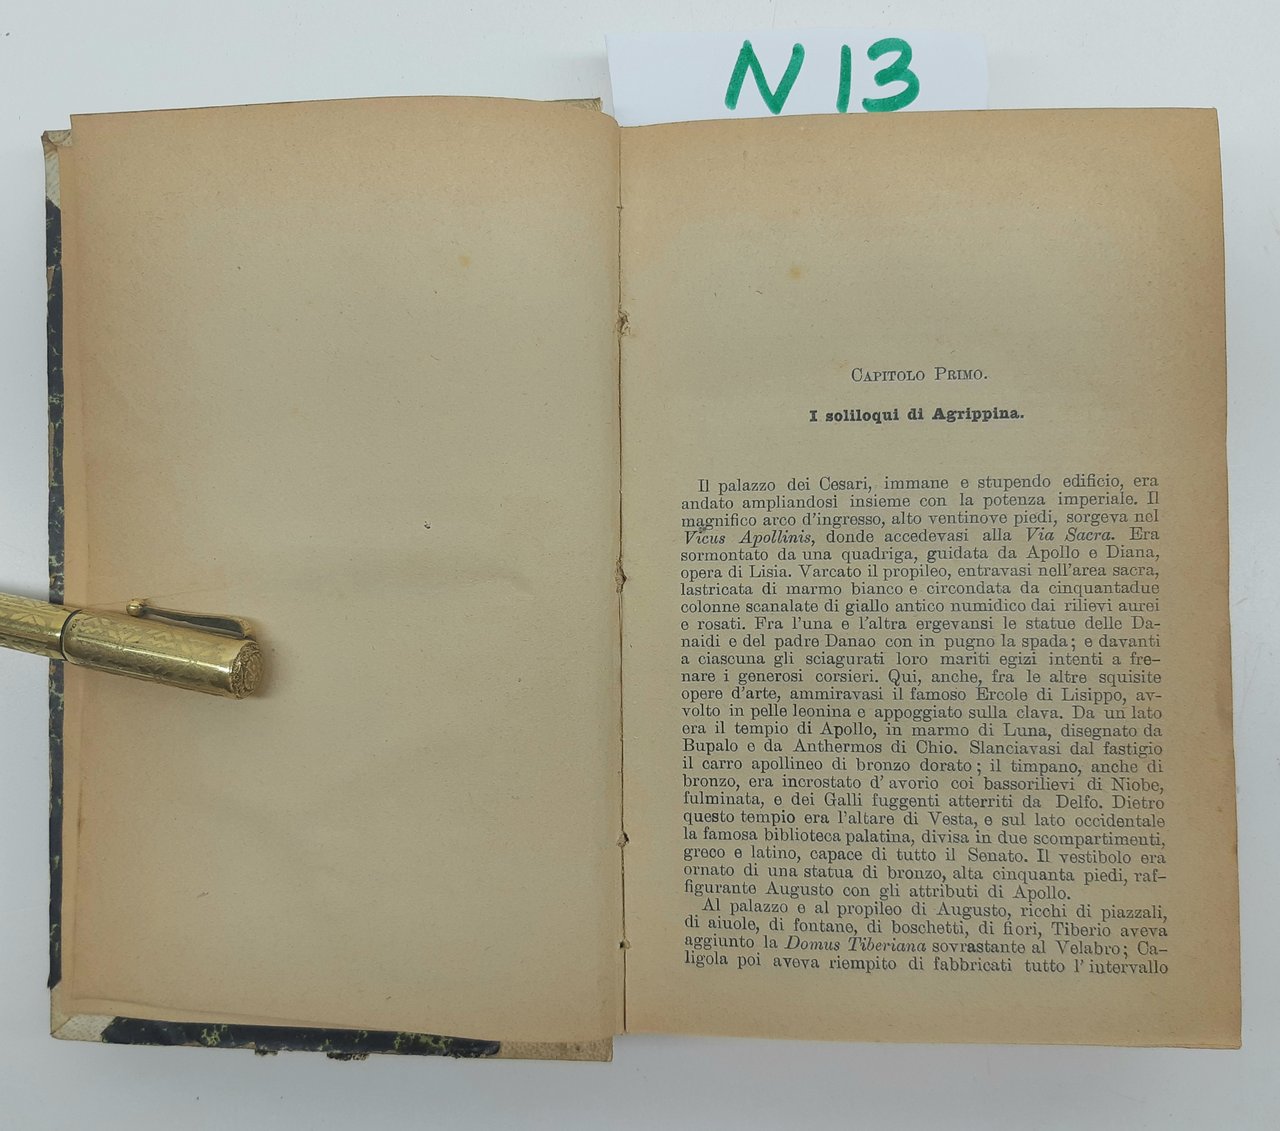 N 13
CAPITOLO PRIMO.
I soliloqui di Agrippina.
Il palazzo dei Cesari, immane e stupendo edificio, era
andato ampliandosi insieme con la potenza imperiale. Il
magnifico arco d'ingresso, alto ventinove piedi, sorgeva nel
Vicus Apollinis, donde accedevasi alla Via Sacra. Era
sormontato da una quadriga, guidata da Apollo e Diana,
opera di Lisia. Varcato il propileo, entravasi nell'area sacra,
lastricata di marmo bianco e circondata da cinquantadue
colonne scanalate di giallo antico numidico dai rilievi aurei
e rosati. Fra l'una e l'altra ergevansi le statue delle Da-
naidi e del padre Danao con in pugno la spada; e davanti
a ciascuna gli sciagurati loro mariti egizi intenti a fre-
nare i generosi corsieri. Qui, anche, fra le altre squisite
opere d'arte, ammiravasi il famoso Ercole di Lisippo, av-
volto in pelle leonina e appoggiato sulla clava. Da un lato
era il tempio di Apollo, in marmo di Luna, disegnato da
Bupalo e da Anthermos di Chio. Slanciavasi dal fastigio
il carro apollineo di bronzo dorato; il timpano, anche di
bronzo, era incrostato d'avorio coi bassorilievi di Niobe,
fulminata, e dei Galli fuggenti atterriti da Delfo. Dietro
questo tempio era l'altare di Vesta, e sul lato occidentale
la famosa biblioteca palatina, divisa in due scompartimenti,
greco e latino, capace di tutto il Senato. Il vestibolo era
ornato di una statua di bronzo, alta cinquanta piedi, raf-
figurante Augusto con gli attributi di Apollo.
Al palazzo e al propileo di Augusto, ricchi di piazzali,
di aiuole, di fontane, di boschetti, di fiori, Tiberio aveva
aggiunto la Domus Tiberiana sovrastante al Velabro; Ca-
ligola poi aveva riempito di fabbricati tutto l'intervallo